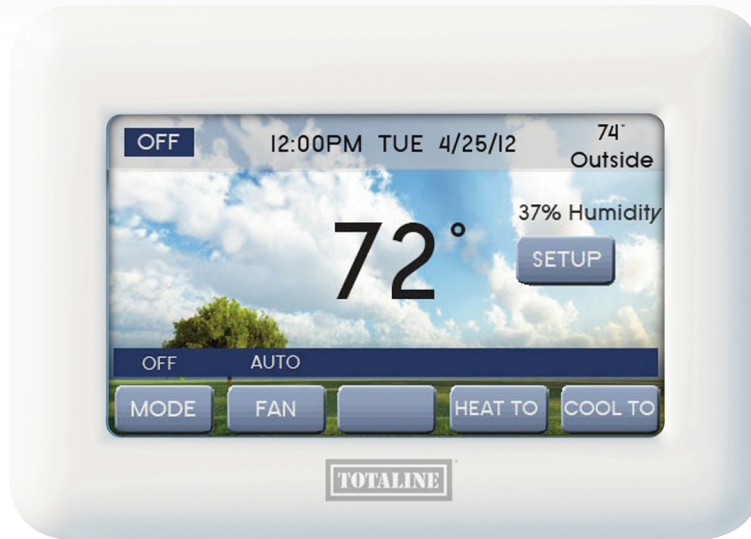 OFF 12:00PM TUE 4/25/12 74°
Outside
37% Humidity
72°
SETUP
OFF AUTO
MODE FAN HEAT TO COOL TO
TOTALINE